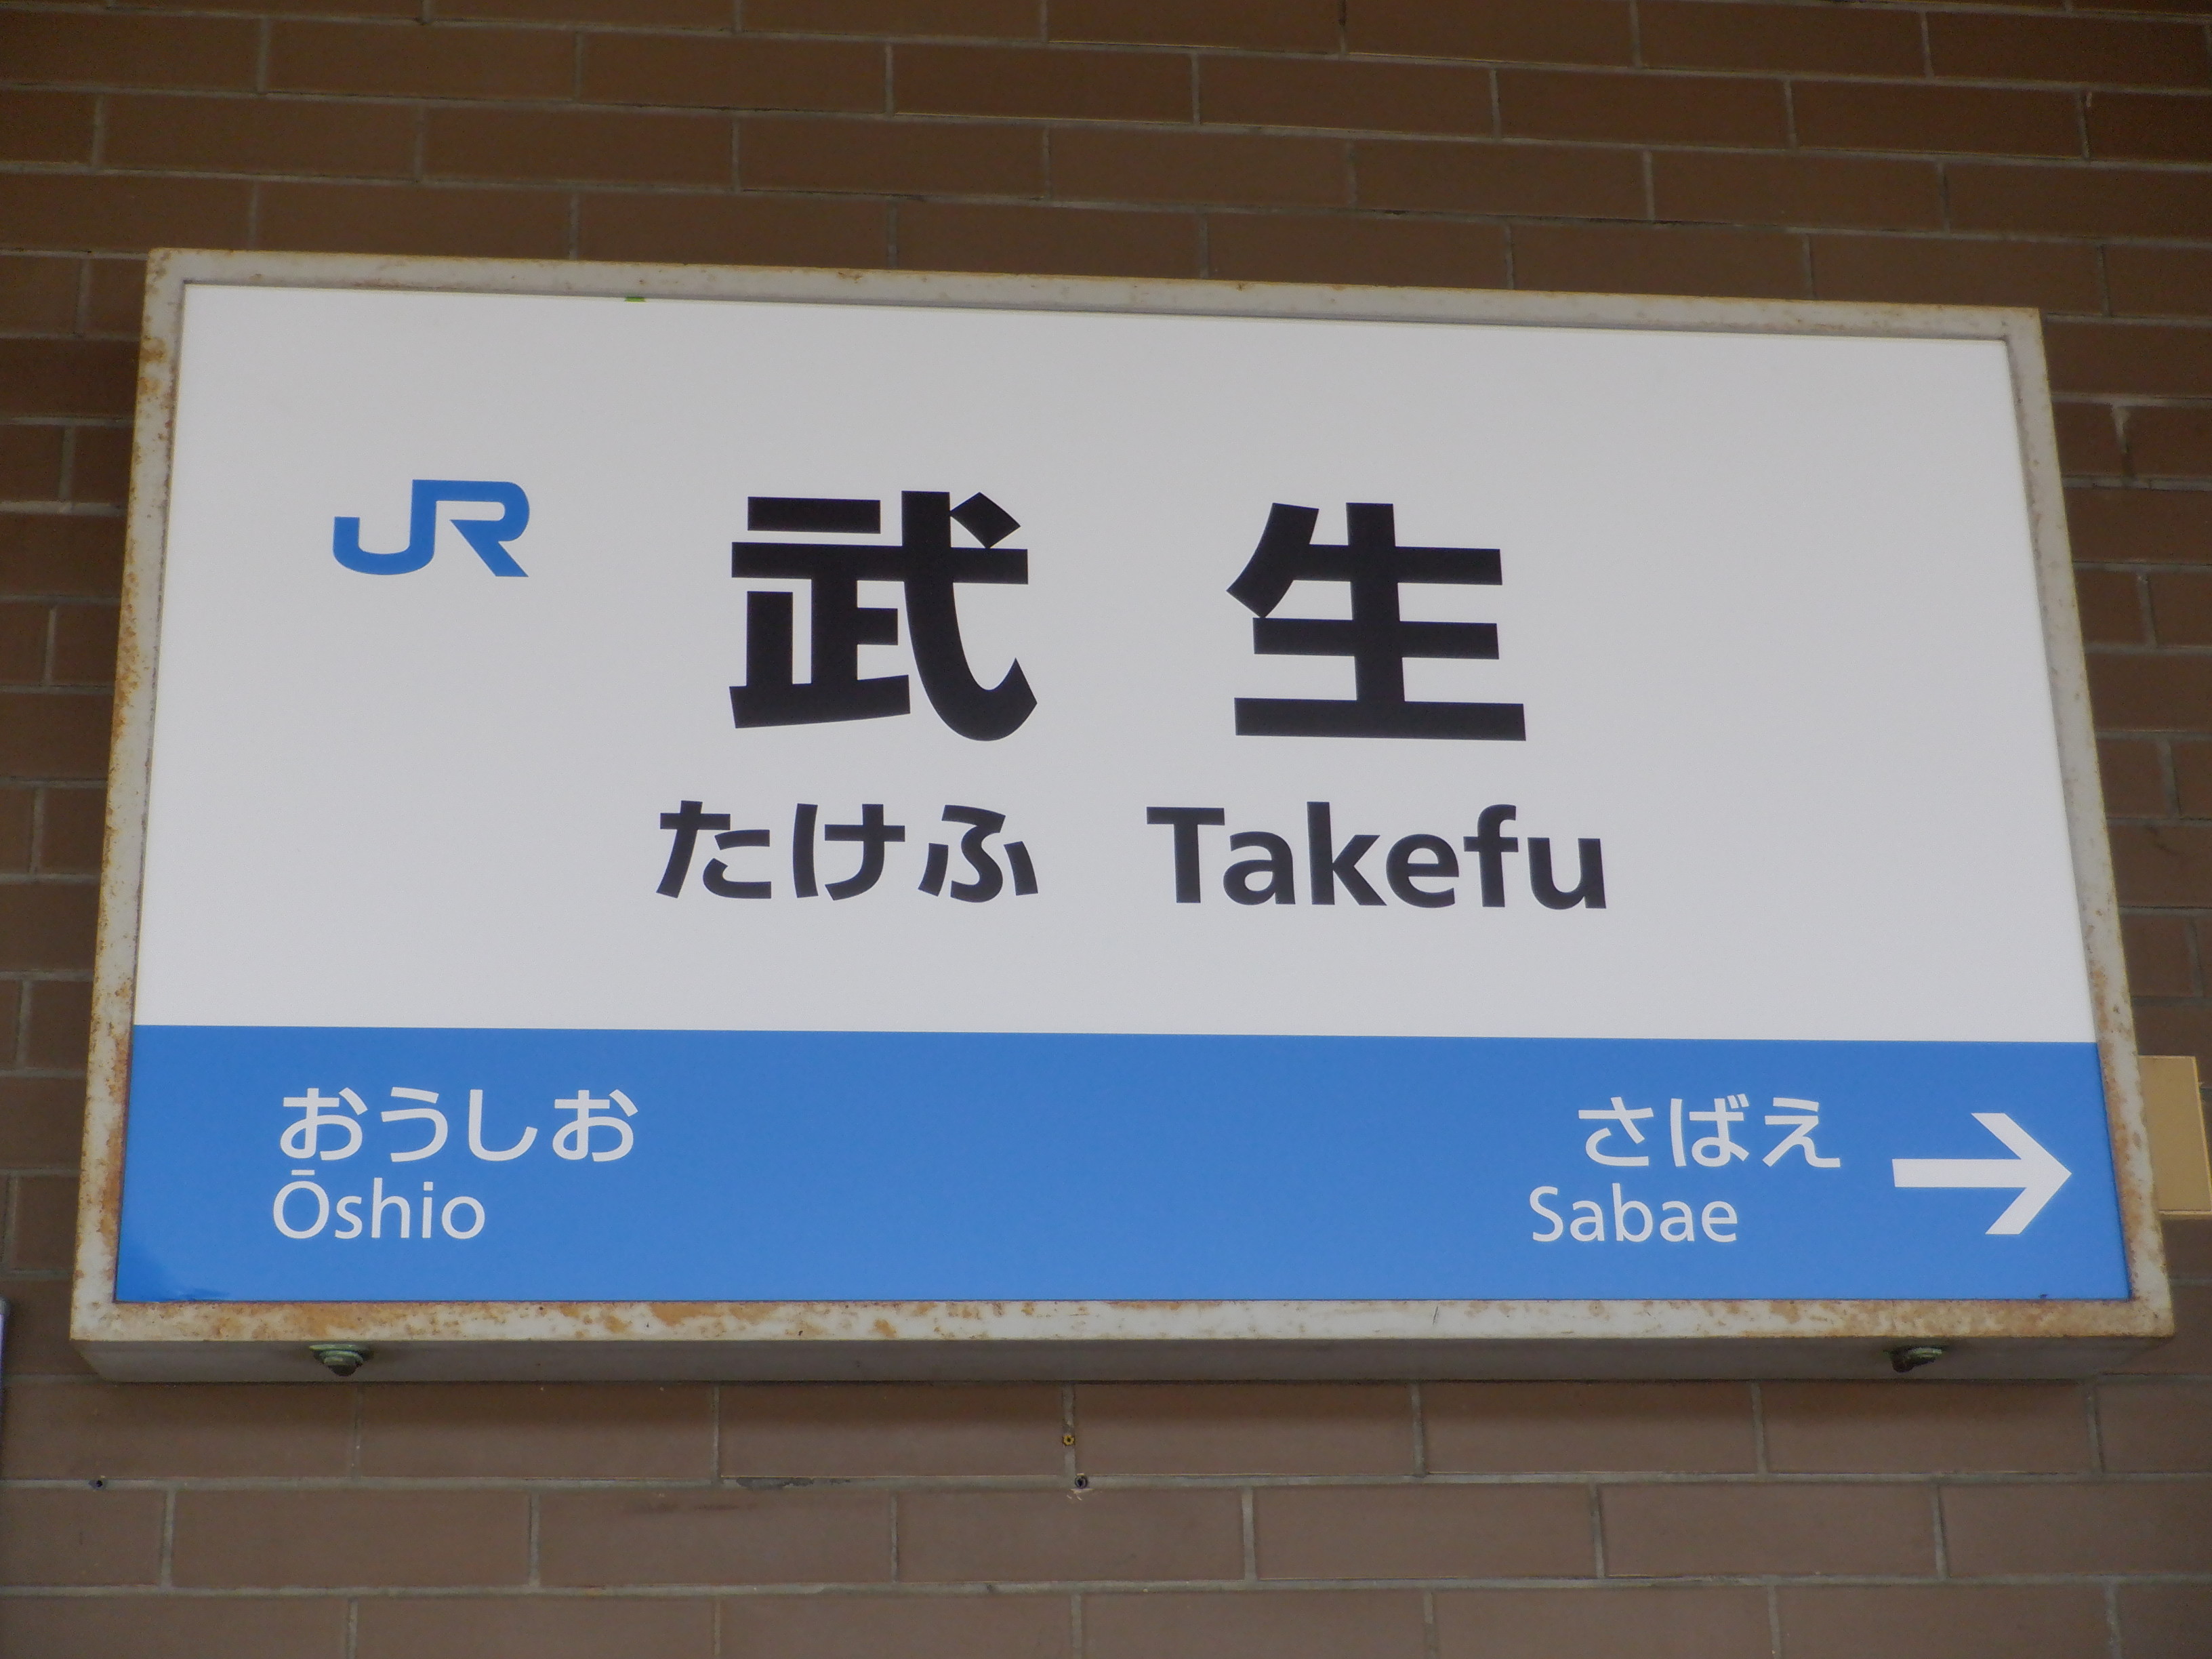 JR 武生
たけふ Takefu
おうしお さばえ →
Ōshio Sabae